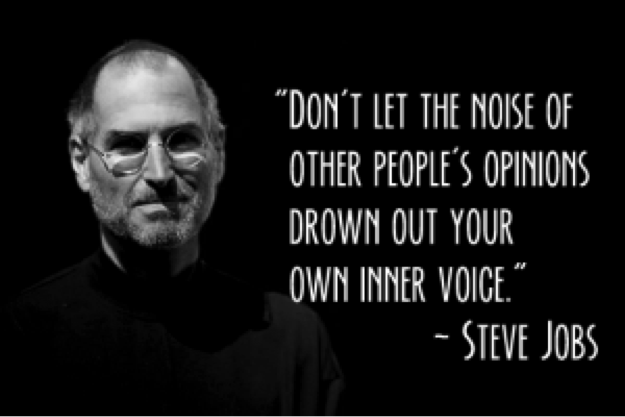 “Don't let the noise of
other people's opinions
drown out your
own inner voice.”
~ Steve Jobs